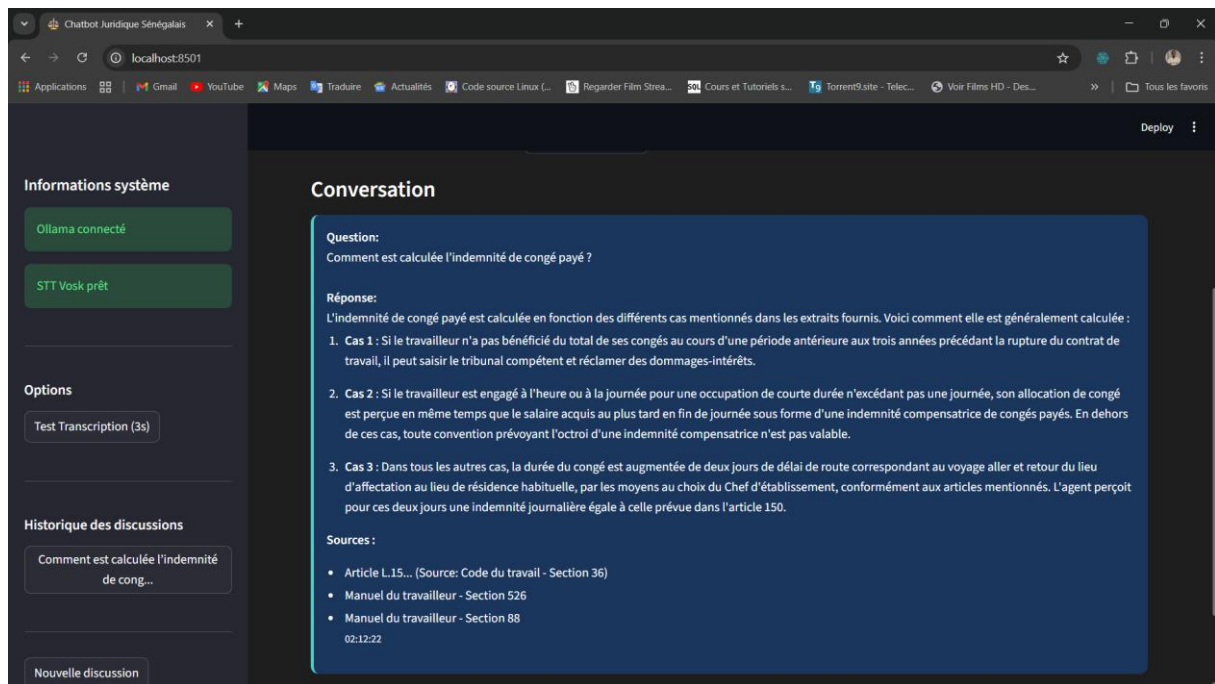 Chatbot Juridique Sénégalais
localhost:8501
Applications Gmail YouTube Maps Traduire Actualités Code source Linux (... Regarder Film Strea... SQL Cours et Tutoriels s... T9 Torrent9.site - Telec... Voir Films HD - Des... » Tous les favoris
Deploy
Informations système
Ollama connecté
STT Vosk prêt
Options
Test Transcription (3s)
Historique des discussions
Comment est calculée l'indemnité
de cong...
Nouvelle discussion
Conversation
Question:
Comment est calculée l'indemnité de congé payé ?
Réponse:
L'indemnité de congé payé est calculée en fonction des différents cas mentionnés dans les extraits fournis. Voici comment elle est généralement calculée :
1. Cas 1 : Si le travailleur n'a pas bénéficié du total de ses congés au cours d'une période antérieure aux trois années précédant la rupture du contrat de
travail, il peut saisir le tribunal compétent et réclamer des dommages-intérêts.
2. Cas 2 : Si le travailleur est engagé à l'heure ou à la journée pour une occupation de courte durée n'excédant pas une journée, son allocation de congé
est perçue en même temps que le salaire acquis au plus tard en fin de journée sous forme d'une indemnité compensatrice de congés payés. En dehors
de ces cas, toute convention prévoyant l'octroi d'une indemnité compensatrice n'est pas valable.
3. Cas 3 : Dans tous les autres cas, la durée du congé est augmentée de deux jours de délai de route correspondant au voyage aller et retour du lieu
d'affectation au lieu de résidence habituelle, par les moyens au choix du Chef d'établissement, conformément aux articles mentionnés. L'agent perçoit
pour ces deux jours une indemnité journalière égale à celle prévue dans l'article 150.
Sources :
• Article L.15... (Source: Code du travail - Section 36)
• Manuel du travailleur - Section 526
• Manuel du travailleur - Section 88
02:12:22